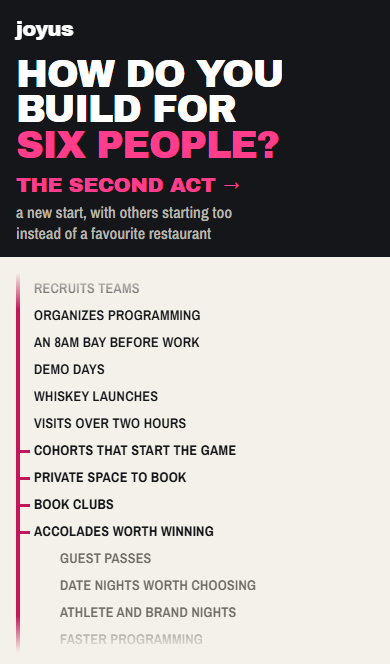 joyus
HOW DO YOU
BUILD FOR
SIX PEOPLE?
THE SECOND ACT →
a new start, with others starting too
instead of a favourite restaurant
RECRUITS TEAMS
ORGANIZES PROGRAMMING
AN 8AM BAY BEFORE WORK
DEMO DAYS
WHISKEY LAUNCHES
VISITS OVER TWO HOURS
COHORTS THAT START THE GAME
PRIVATE SPACE TO BOOK
BOOK CLUBS
ACCOLADES WORTH WINNING
GUEST PASSES
DATE NIGHTS WORTH CHOOSING
ATHLETE AND BRAND NIGHTS
FASTER PROGRAMMING